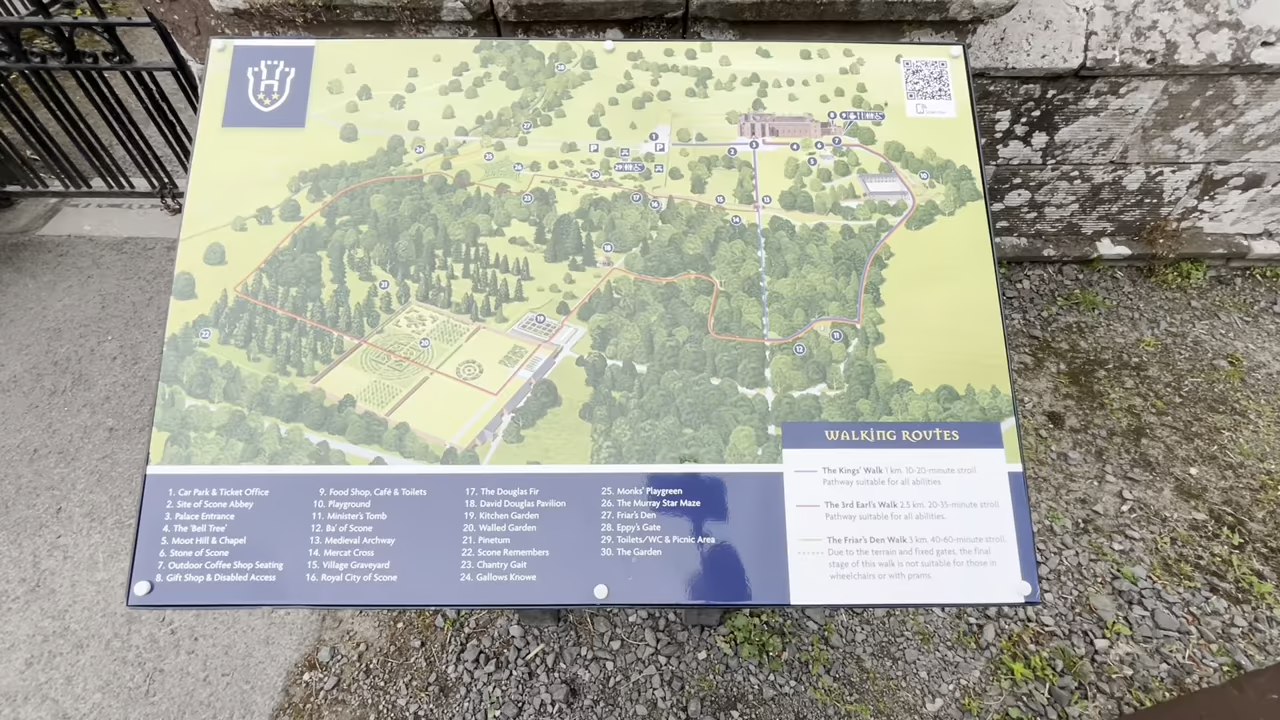 H
P
P
WALKING ROUTES
The Kings' Walk 1 km. 10-20-minute stroll
Pathway suitable for all abilities
The 3rd Earl's Walk 2.5 km. 20-35-minute stroll
Pathway suitable for all abilities.
The Friar's Den Walk 3 km. 40-60-minute stroll.
Due to the terrain and fixed gates, the final
stage of this walk is not suitable for those in
wheelchairs or with prams.
1. Car Park & Ticket Office
2. Site of Scone Abbey
3. Palace Entrance
4. The 'Bell Tree'
5. Moot Hill & Chapel
6. Stone of Scone
7. Outdoor Coffee Shop Seating
8. Gift Shop & Disabled Access
9. Food Shop, Café & Toilets
10. Playground
11. Minister's Tomb
12. Ba' of Scone
13. Medieval Archway
14. Mercat Cross
15. Village Graveyard
16. Royal City of Scone
17. The Douglas Fir
18. David Douglas Pavilion
19. Kitchen Garden
20. Walled Garden
21. Pinetum
22. Scone Remembers
23. Chantry Gait
24. Gallows Knowe
25. Monks' Playgreen
26. The Murray Star Maze
27. Friar's Den
28. Eppy's Gate
29. Toilets/WC & Picnic Area
30. The Garden